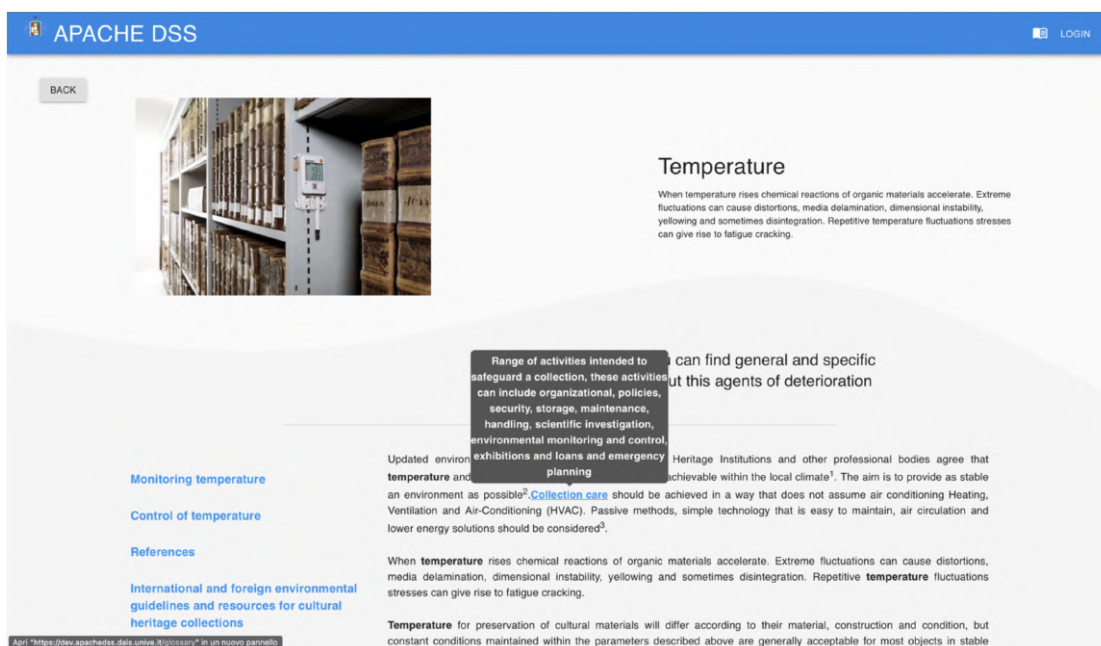 APACHE DSS
LOGIN
BACK
Temperature
When temperature rises chemical reactions of organic materials accelerate. Extreme
fluctuations can cause distortions, media delamination, dimensional instability,
yellowing and sometimes disintegration. Repetitive temperature fluctuations stresses
can give rise to fatigue cracking.
can find general and specific
ut this agents of deterioration
Range of activities intended to
safeguard a collection, these activities
can include organizational, policies,
security, storage, maintenance,
handling, scientific investigation,
environmental monitoring and control,
exhibitions and loans and emergency
planning
Monitoring temperature
Control of temperature
References
International and foreign environmental
guidelines and resources for cultural
heritage collections
Updated environ Heritage Institutions and other professional bodies agree that
temperature and achievable within the local climate1. The aim is to provide as stable
an environment as possible2.Collection care should be achieved in a way that does not assume air conditioning Heating,
Ventilation and Air-Conditioning (HVAC). Passive methods, simple technology that is easy to maintain, air circulation and
lower energy solutions should be considered3.
When temperature rises chemical reactions of organic materials accelerate. Extreme fluctuations can cause distortions,
media delamination, dimensional instability, yellowing and sometimes disintegration. Repetitive temperature fluctuations
stresses can give rise to fatigue cracking.
Temperature for preservation of cultural materials will differ according to their material, construction and condition, but
constant conditions maintained within the parameters described above are generally acceptable for most objects in stable
Apri "https://dev.apachedss.dais.unive.it/glossary" in un nuovo pannello